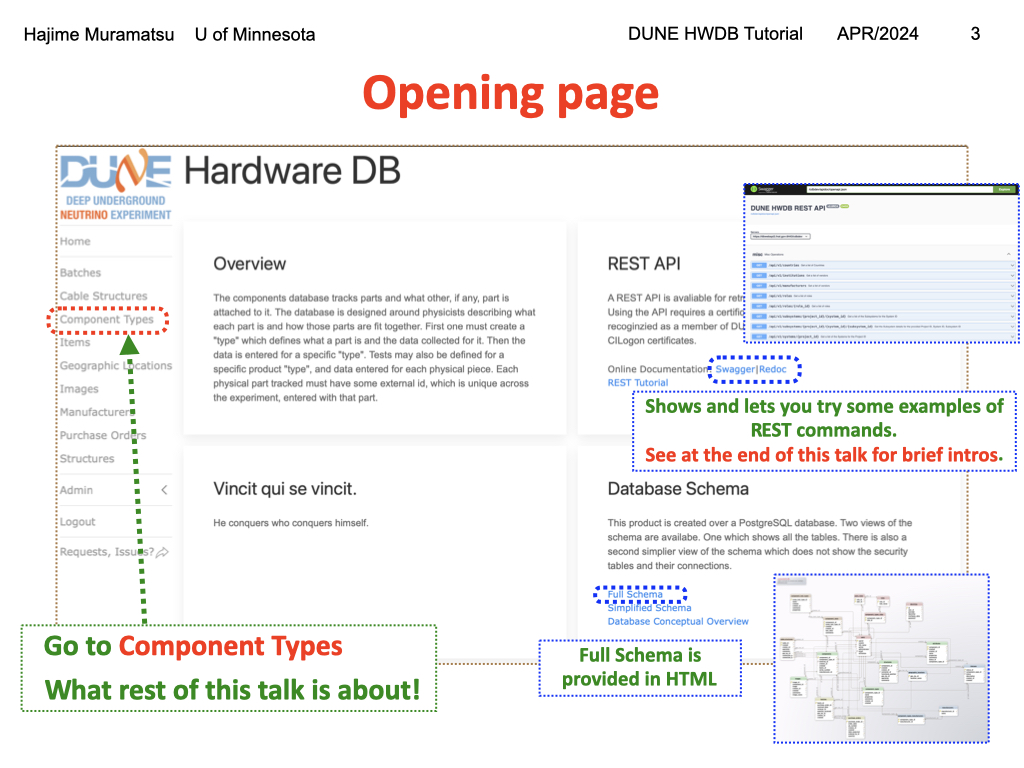 Hajime Muramatsu U of Minnesota
DUNE HWDB Tutorial APR/2024 3
Opening page
DUNE
DEEP UNDERGROUND
NEUTRINO EXPERIMENT
Hardware DB
Home
Batches
Cable Structures
Component Types
Items
Geographic Locations
Images
Manufacturers
Purchase Orders
Structures
Admin
Logout
Requests, Issues?
Overview
The components database tracks parts and what other, if any, part is
attached to it. The database is designed around physicists describing what
each part is and how those parts are fit together. First one must create a
"type" which defines what a part is and the data collected for it. Then the
data is entered for a specific "type". Tests may also be defined for a
specific product "type", and data entered for each physical piece. Each
physical part tracked must have some external id, which is unique across
the experiment, entered with that part.
REST API
A REST API is avaliable for retr
Using the API requires a certific
recoginzied as a member of DU
CILogon certificates.
Online Documentation: Swagger|Redoc
REST Tutorial
DUNE HWDB REST API
Shows and lets you try some examples of
REST commands.
See at the end of this talk for brief intros.
Vincit qui se vincit.
He conquers who conquers himself.
Database Schema
This product is created over a PostgreSQL database. Two views of the
schema are availabe. One which shows all the tables. There is also a
second simplier view of the schema which does not show the security
tables and their connections.
Full Schema
Simplified Schema
Database Conceptual Overview
Go to Component Types
What rest of this talk is about!
Full Schema is
provided in HTML